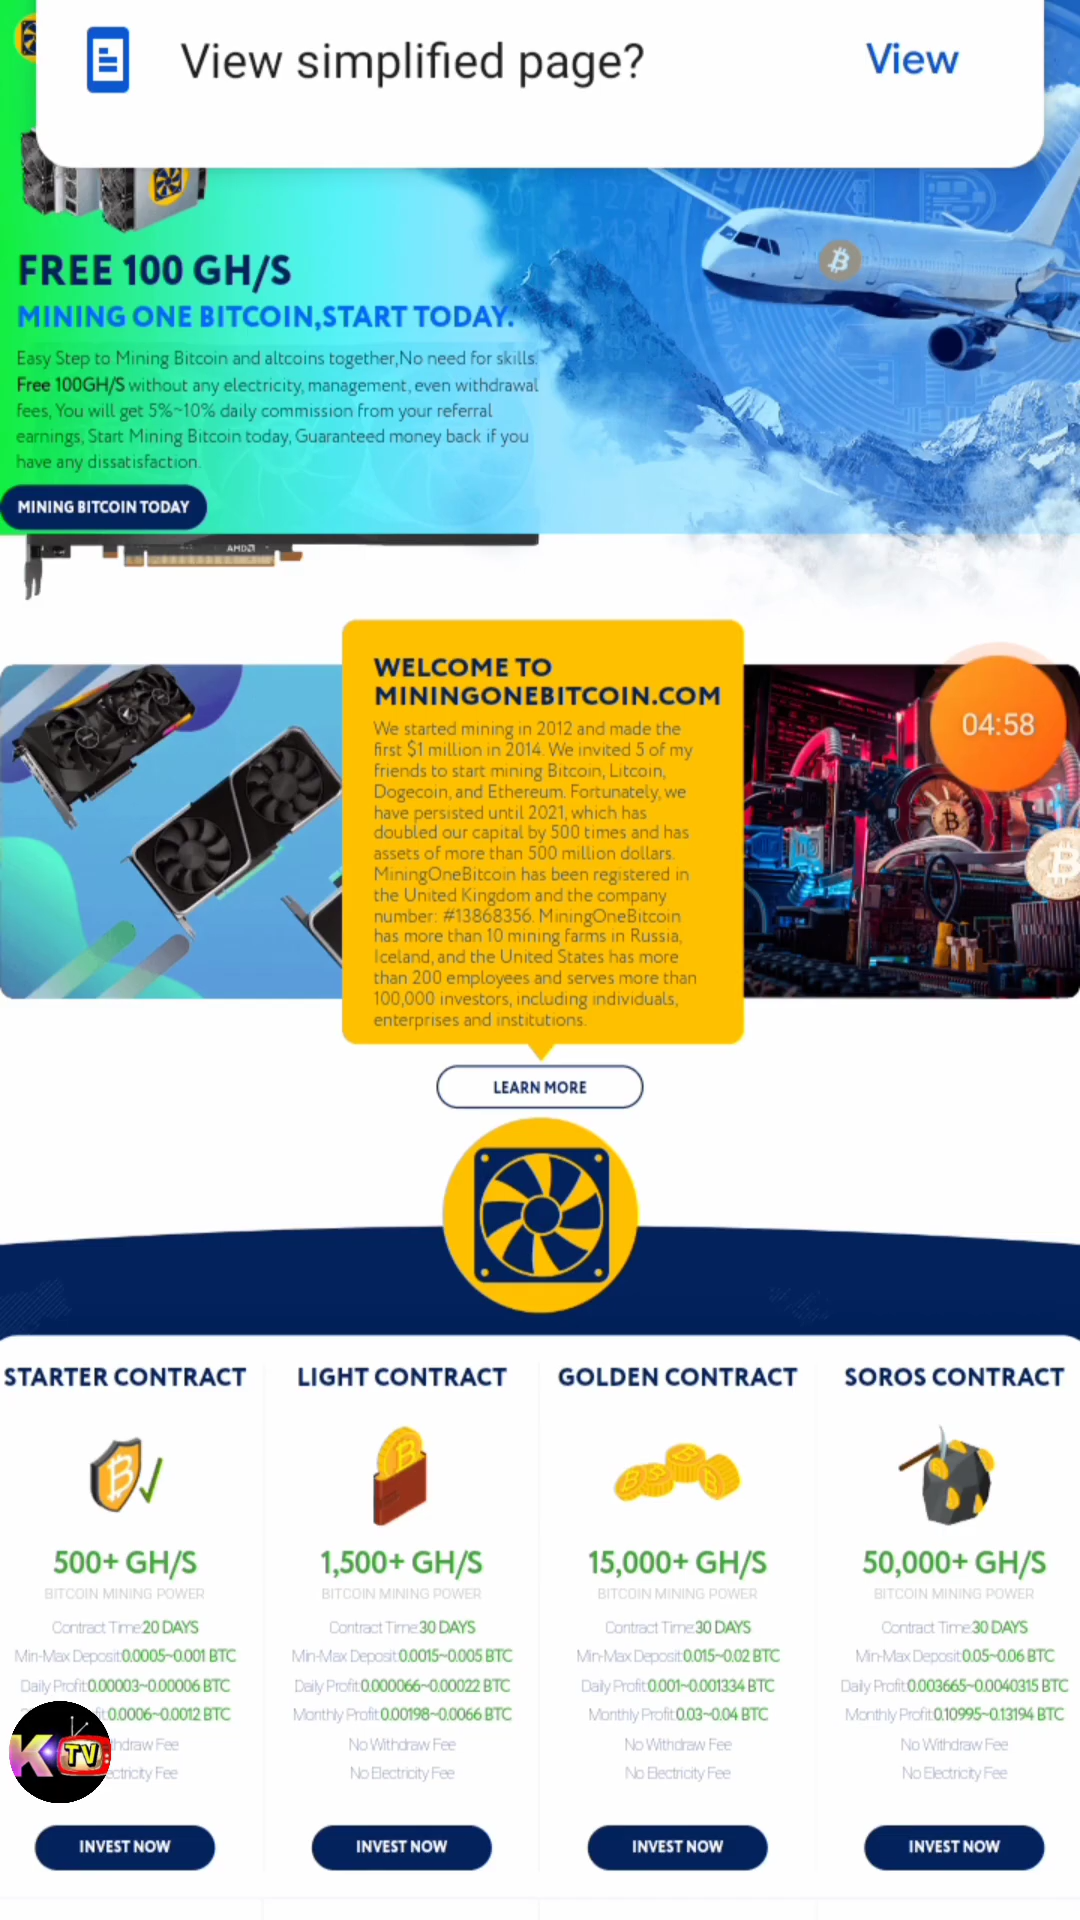 View simplified page?
View
FREE 100 GH/S
MINING ONE BITCOIN,START TODAY.
Easy Step to Mining Bitcoin and altcoins together,No need for skills.
Free 100GH/S without any electricity, management, even withdrawal
fees, You will get 5%~10% daily commission from your referral
earnings, Start Mining Bitcoin today, Guaranteed money back if you
have any dissatisfaction.
MINING BITCOIN TODAY
AMD
WELCOME TO
MININGONEBITCOIN.COM
We started mining in 2012 and made the
first $1 million in 2014. We invited 5 of my
friends to start mining Bitcoin, Litcoin,
Dogecoin, and Ethereum. Fortunately, we
have persisted until 2021, which has
doubled our capital by 500 times and has
assets of more than 500 million dollars.
MiningOneBitcoin has been registered in
the United Kingdom and the company
number: #13868356. MiningOneBitcoin
has more than 10 mining farms in Russia,
Iceland, and the United States has more
than 200 employees and serves more than
100,000 investors, including individuals,
enterprises and institutions.
04:58
LEARN MORE
STARTER CONTRACT
500+ GH/S
BITCOIN MINING POWER
Contract Time:20 DAYS
Min-Max Deposit:0.0005~0.001 BTC
Daily Profit:0.00003~0.00006 BTC
0.0006~0.0012 BTC
Fee
Fee
INVEST NOW
LIGHT CONTRACT
1,500+ GH/S
BITCOIN MINING POWER
Contract Time:30 DAYS
Min-Max Deposit:0.0015~0.005 BTC
Daily Profit:0.000066~0.00022 BTC
Monthly Profit:0.00198~0.0066 BTC
No Withdraw Fee
No Electricity Fee
INVEST NOW
GOLDEN CONTRACT
15,000+ GH/S
BITCOIN MINING POWER
Contract Time:30 DAYS
Min-Max Deposit:0.015~0.02 BTC
Daily Profit:0.001~0.001334 BTC
Monthly Profit:0.03~0.04 BTC
No Withdraw Fee
No Electricity Fee
INVEST NOW
SOROS CONTRACT
50,000+ GH/S
BITCOIN MINING POWER
Contract Time:30 DAYS
Min-Max Deposit:0.05~0.06 BTC
Daily Profit:0.003665~0.0040315 BTC
Monthly Profit:0.10995~0.13194 BTC
No Withdraw Fee
No Electricity Fee
INVEST NOW
K TV